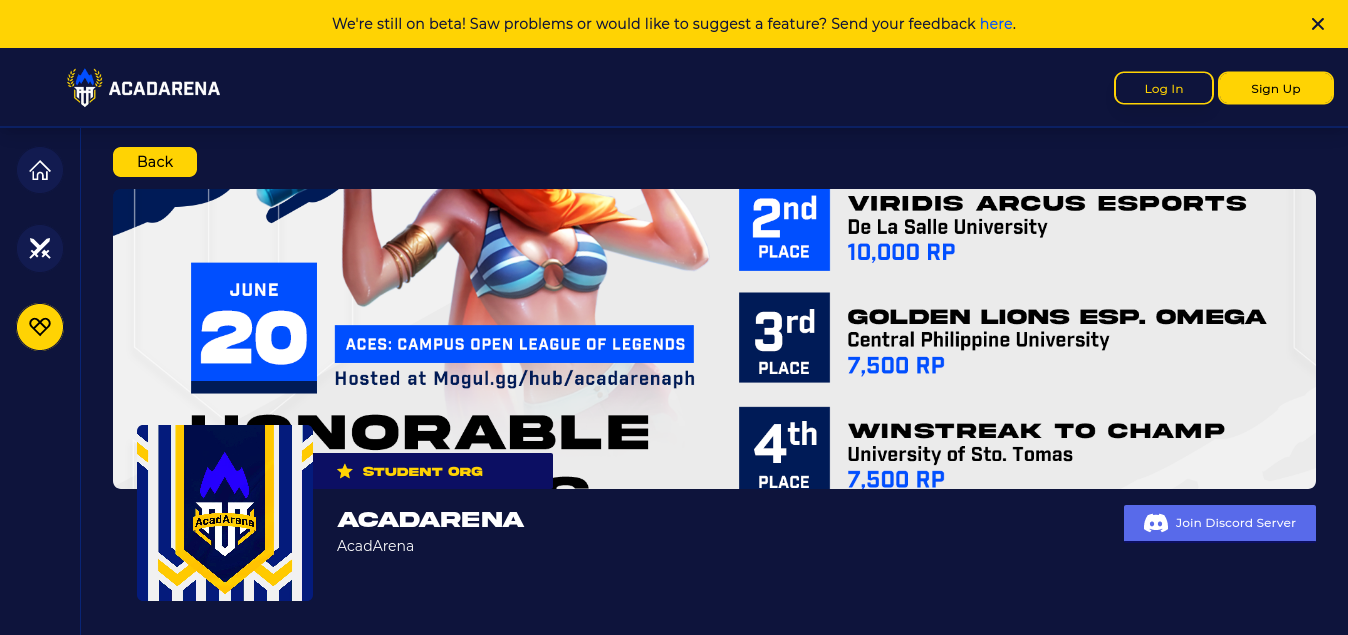 We're still on beta! Saw problems or would like to suggest a feature? Send your feedback here.
ACADARENA
Log In
Sign Up
Back
JUNE
20
ACES: CAMPUS OPEN LEAGUE OF LEGENDS
Hosted at Mogul.gg/hub/acadarenaph
HONORABLE
2nd
PLACE
VIRIDIS ARCUS ESPORTS
De La Salle University
10,000 RP
3rd
PLACE
GOLDEN LIONS ESP. OMEGA
Central Philippine University
7,500 RP
4th
PLACE
WINSTREAK TO CHAMP
University of Sto. Tomas
7,500 RP
AcadArena
STUDENT ORG
ACADARENA
AcadArena
Join Discord Server